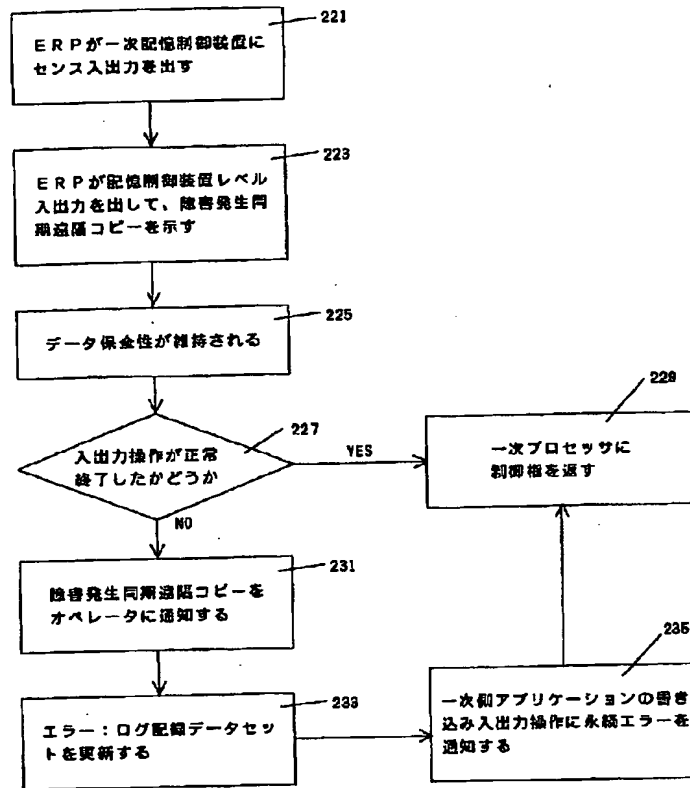 221
ERPが一次記憶制御装置に
センス入出力を出す
223
ERPが記憶制御装置レベル
入出力を出して、障害発生同
期遠隔コピーを示す
225
データ保全性が維持される
227
入出力操作が正常
終了したかどうか
YES
229
一次プロセッサに
制御権を返す
NO
231
障害発生同期遠隔コピーを
オペレータに通知する
233
エラー：ログ記録データセッ
トを更新する
235
一次側アプリケーションの書き
込み入出力操作に永続エラーを
通知する